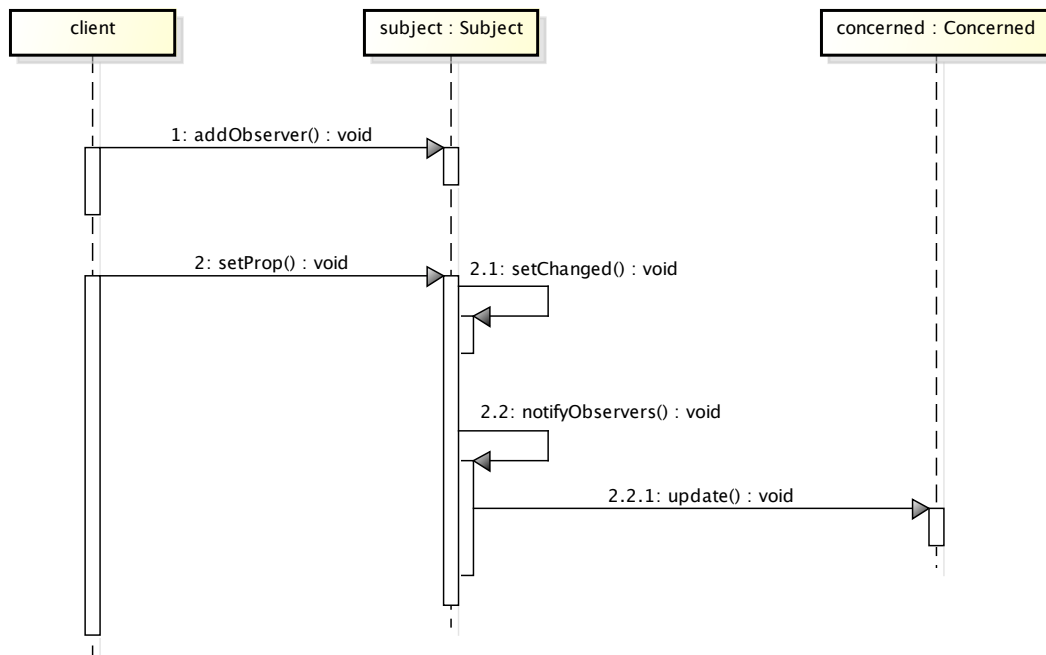 client
subject : Subject
concerned : Concerned
1: addObserver() : void
2: setProp() : void
2.1: setChanged() : void
2.2: notifyObservers() : void
2.2.1: update() : void